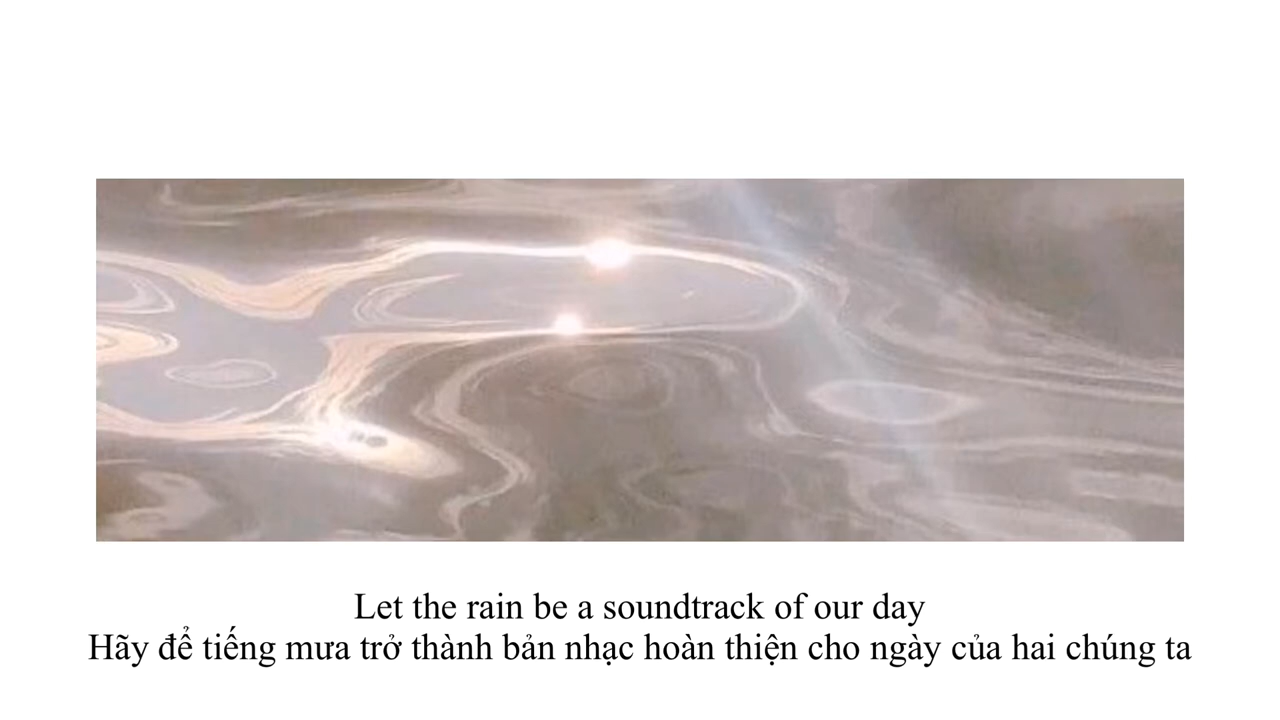 Let the rain be a soundtrack of our day
Hãy để tiếng mưa trở thành bản nhạc hoàn thiện cho ngày của hai chúng ta